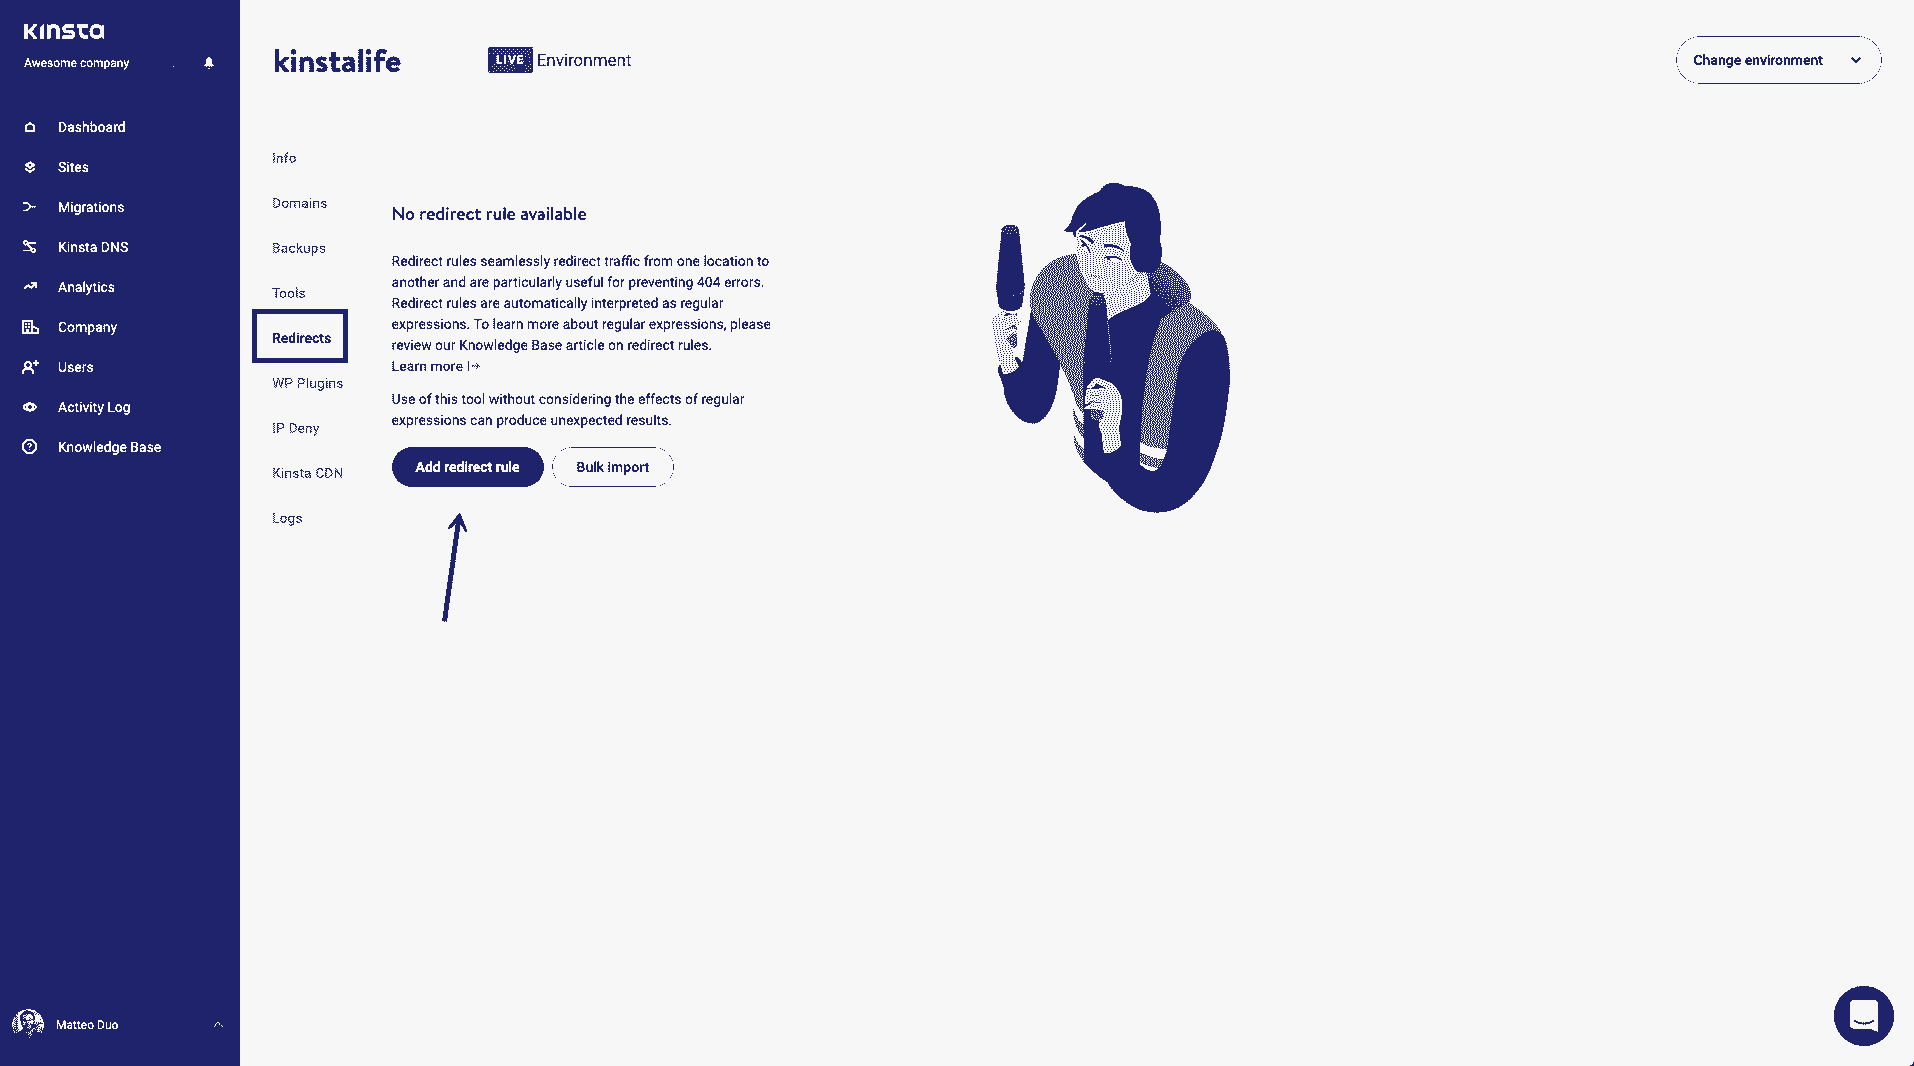 Kinsta
Awesome company
Dashboard
Sites
Migrations
Kinsta DNS
Analytics
Company
Users
Activity Log
Knowledge Base
Matteo Duo
kinstalife
LIVE Environment
Change environment
Info
Domains
Backups
Tools
Redirects
WP Plugins
IP Deny
Kinsta CDN
Logs
No redirect rule available
Redirect rules seamlessly redirect traffic from one location to
another and are particularly useful for preventing 404 errors.
Redirect rules are automatically interpreted as regular
expressions. To learn more about regular expressions, please
review our Knowledge Base article on redirect rules.
Learn more
Use of this tool without considering the effects of regular
expressions can produce unexpected results.
Add redirect rule
Bulk import